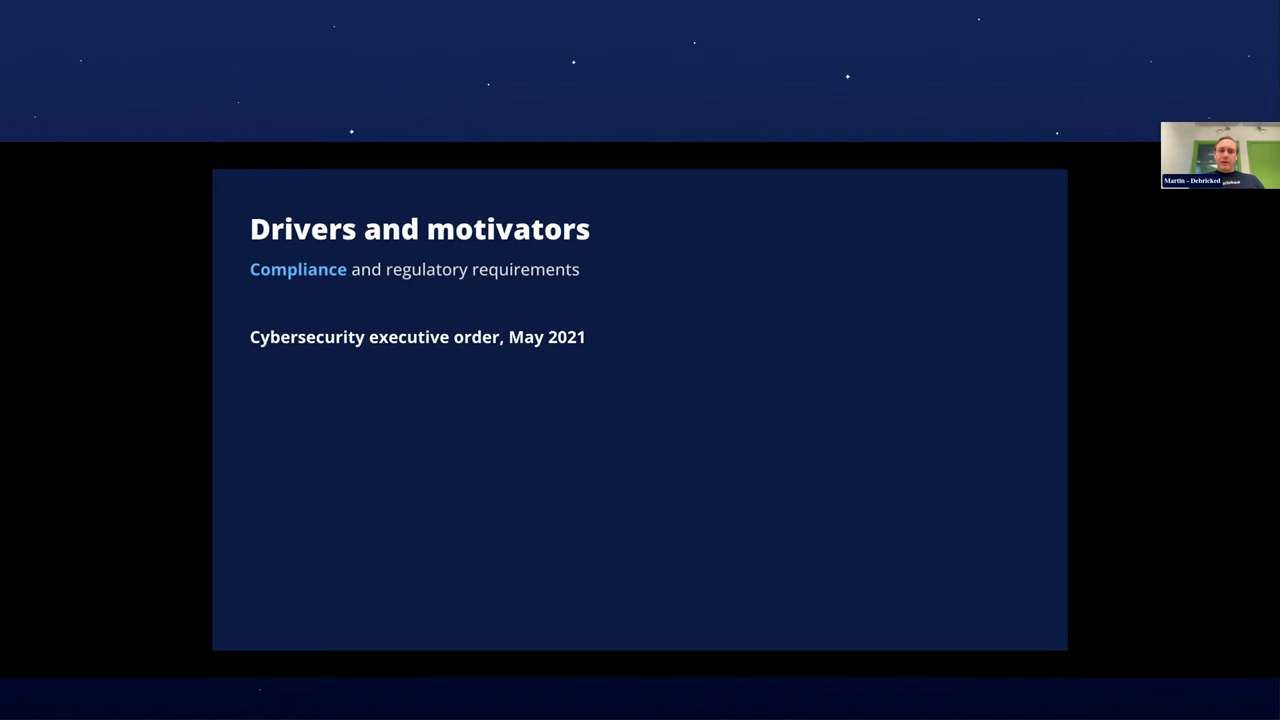 Drivers and motivators
Compliance and regulatory requirements
Cybersecurity executive order, May 2021
Martin - Debricked